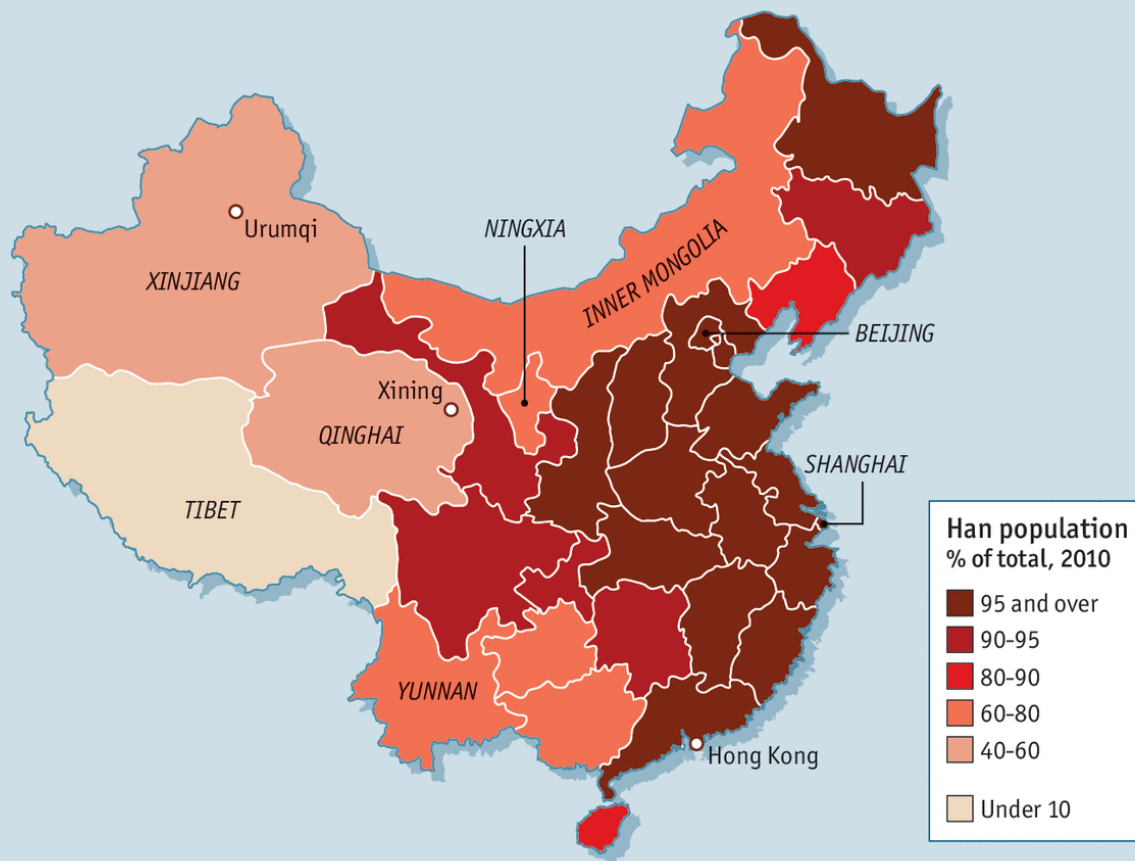 NINGXIA
Urumqi
INNER MONGOLIA
XINJIANG
BEIJING
Xining
QINGHAI
SHANGHAI
TIBET
YUNNAN
Hong Kong
Han population
% of total, 2010
95 and over
90-95
80-90
60-80
40-60
Under 10